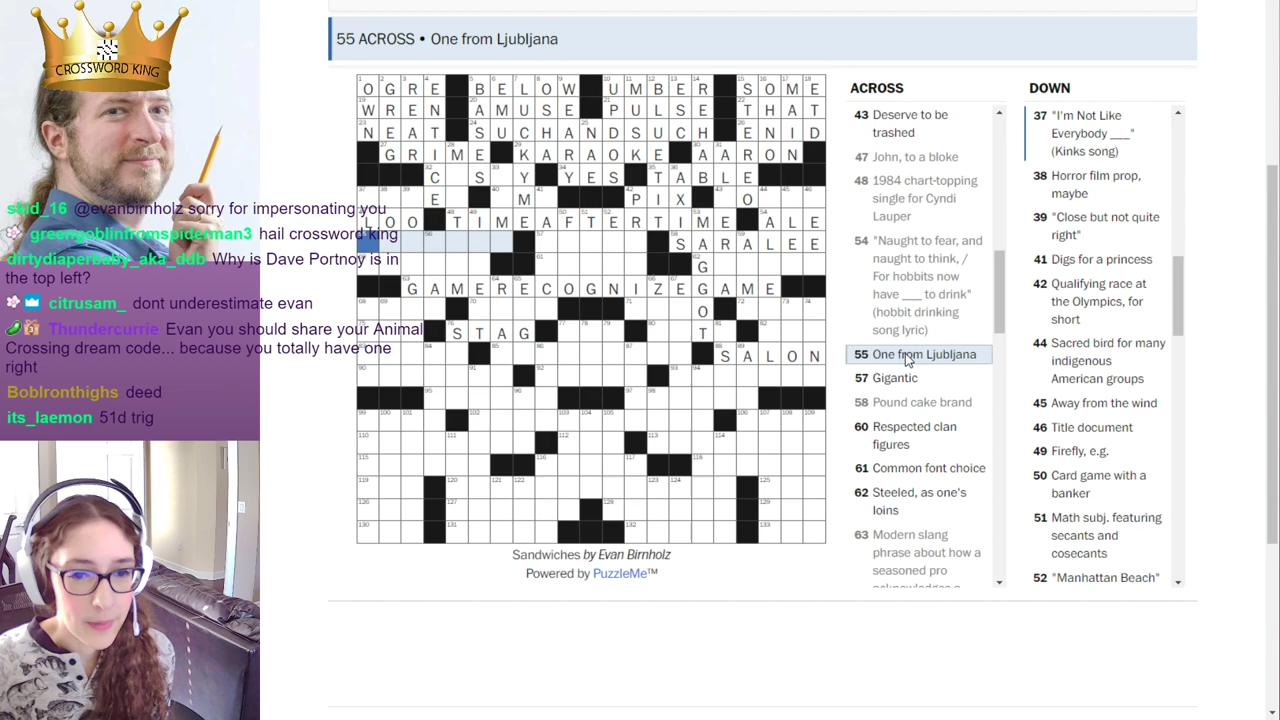 CROSSWORD KING
skid_16 @evanbirnholz sorry for impersonating you
greengoblinfromspiderman3 hail crossword king
dirtydiaperbaby_aka_ddb Why is Dave Portnoy is in
the top left?
citrusam_ dont underestimate evan
Thundercurrie Evan you should share your Animal
Crossing dream code... because you totally have one
right
BobIronthighs deed
its_laemon 51d trig
55 ACROSS • One from Ljubljana
OGRE BELOW UMBER SOME
WREN AMUSE PULSE THAT
NEAT SUCHANDSUCH ENID
GRIME KARAOKE AARON
C S Y YES TABLE
E M PIX O
LOO TIMEAFTERTIME ALE
SARALEE
G
GAMERECOGNIZEGAME
O
STAG T
SALON
Sandwiches by Evan Birnholz
Powered by PuzzleMe™
ACROSS
43 Deserve to be
trashed
47 John, to a bloke
48 1984 chart-topping
single for Cyndi
Lauper
54 "Naught to fear, and
naught to think, /
For hobbits now
have ___ to drink"
(hobbit drinking
song lyric)
55 One from Ljubljana
57 Gigantic
58 Pound cake brand
60 Respected clan
figures
61 Common font choice
62 Steeled, as one's
loins
63 Modern slang
phrase about how a
seasoned pro
DOWN
37 "I'm Not Like
Everybody ___"
(Kinks song)
38 Horror film prop,
maybe
39 "Close but not quite
right"
41 Digs for a princess
42 Qualifying race at
the Olympics, for
short
44 Sacred bird for many
indigenous
American groups
45 Away from the wind
46 Title document
49 Firefly, e.g.
50 Card game with a
banker
51 Math subj. featuring
secants and
cosecants
52 "Manhattan Beach"